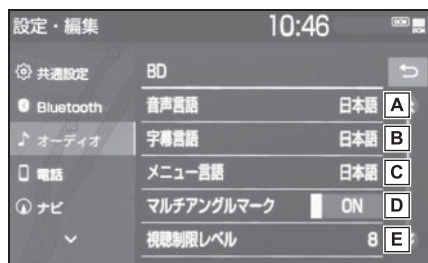 設定・編集 10:46 DCM
共通設定
Bluetooth
オーディオ
電話
ナビ
BD
音声言語 日本語 A
字幕言語 日本語 B
メニュー言語 日本語 C
マルチアングルマーク ON D
視聴制限レベル 8 E